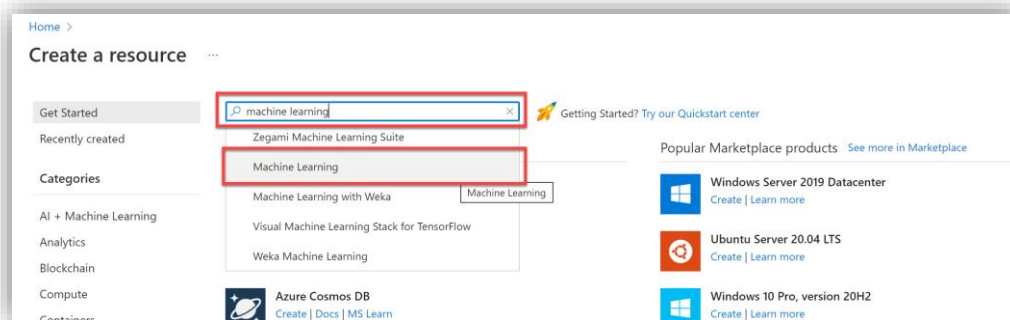 Home >
Create a resource ...
Get Started
Recently created
Categories
AI + Machine Learning
Analytics
Blockchain
Compute
Containers
machine learning
Zegami Machine Learning Suite
Machine Learning
Machine Learning with Weka
Machine Learning
Visual Machine Learning Stack for TensorFlow
Weka Machine Learning
Azure Cosmos DB
Create | Docs | MS Learn
Getting Started? Try our Quickstart center
Popular Marketplace products See more in Marketplace
Windows Server 2019 Datacenter
Create | Learn more
Ubuntu Server 20.04 LTS
Create | Learn more
Windows 10 Pro, version 20H2
Create | Learn more